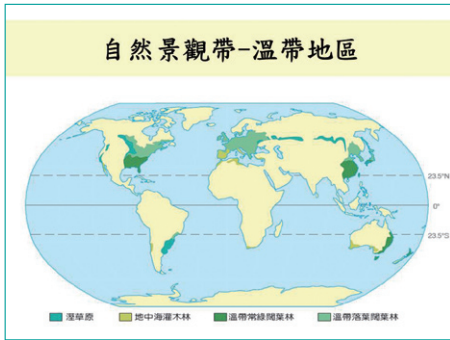 自然景觀帶-溫帶地區
23.5°N
0°
23.5°S
溼草原
地中海灌木林
溫帶常綠闊葉林
溫帶落葉闊葉林